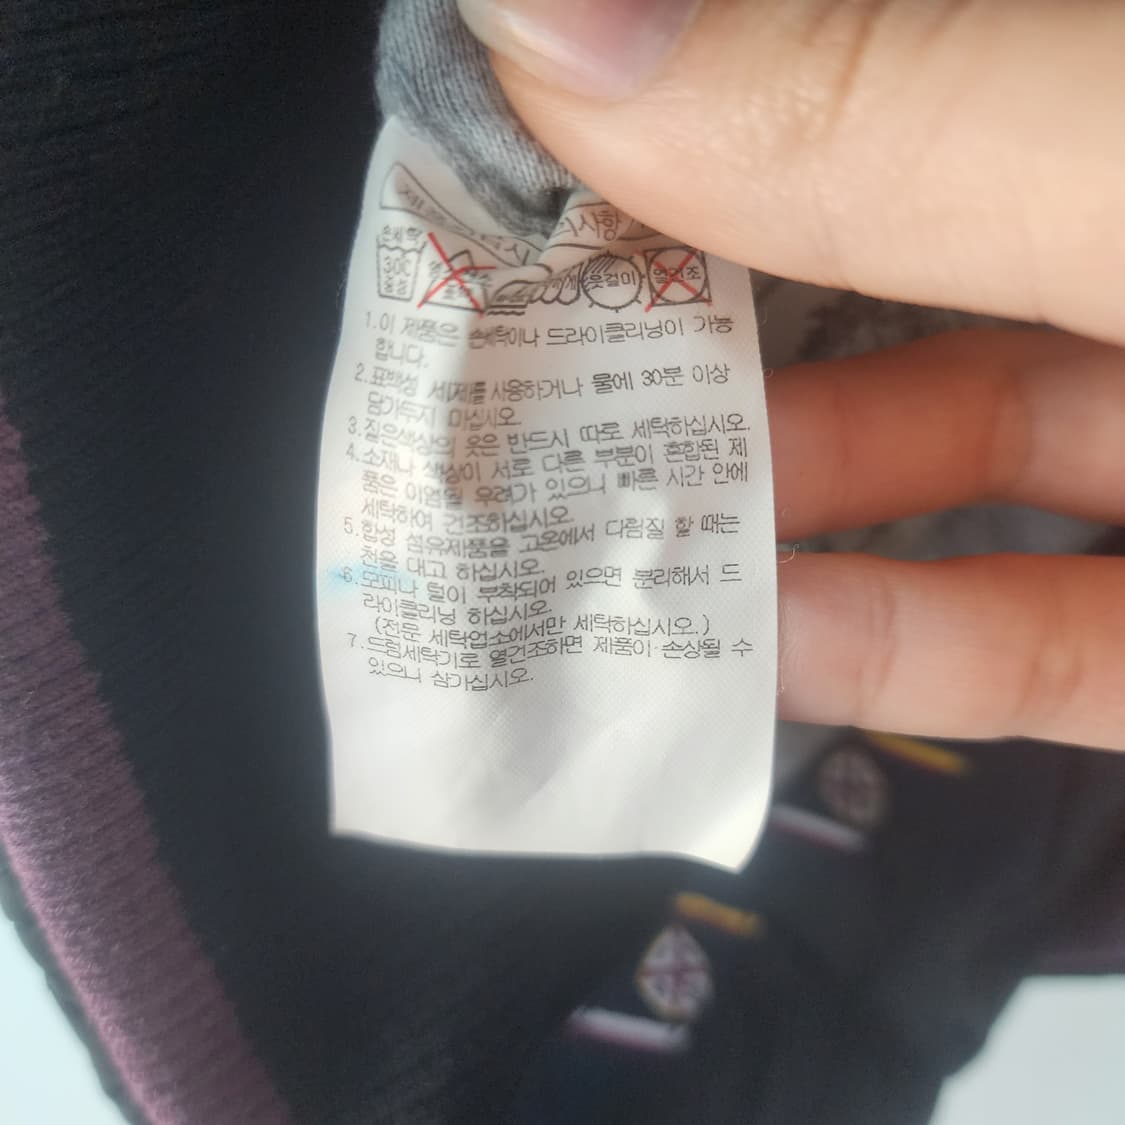 손세탁
30C
옷걸이
열건조
1.이 제품은 손세탁이나 드라이클리닝이 가능
합니다.
2.표백성 세제를 사용하거나 물에 30분 이상
담가두지 마십시오.
3.짙은색상의 옷은 반드시 따로 세탁하십시오.
4.소재나 색상이 서로 다른 부분이 혼합된 제
품은 이염될 우려가 있으니 빠른 시간 안에
세탁하여 건조하십시오.
5.합성 섬유제품을 고온에서 다림질 할 때는
천을 대고 하십시오.
6.모피나 털이 부착되어 있으면 분리해서 드
라이클리닝 하십시오.
(전문 세탁업소에서만 세탁하십시오.)
7.드럼세탁기로 열건조하면 제품이 손상될 수
있으니 삼가십시오.